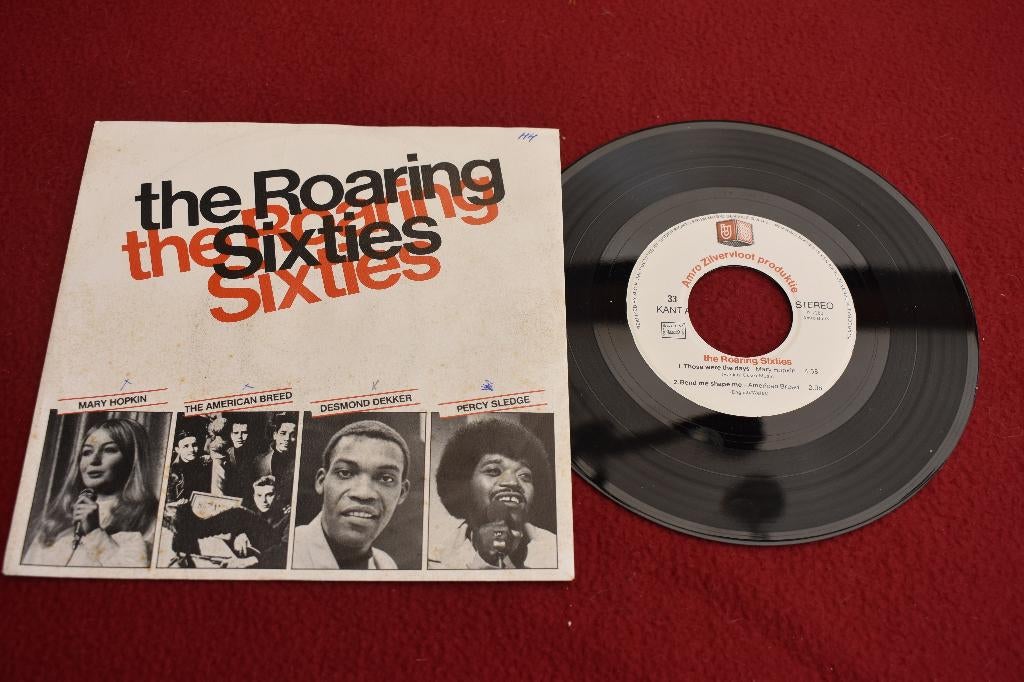 the Roaring
Sixties
the Roaring
Sixties
MARY HOPKIN
THE AMERICAN BREED
DESMOND DEKKER
PERCY SLEDGE
Amro Zilvervloot produktie
33
KANT A
STEREO
the Roaring Sixties
1. Those were the days - Mary Hopkin
2. Bend me shape me - American Breed 2.35